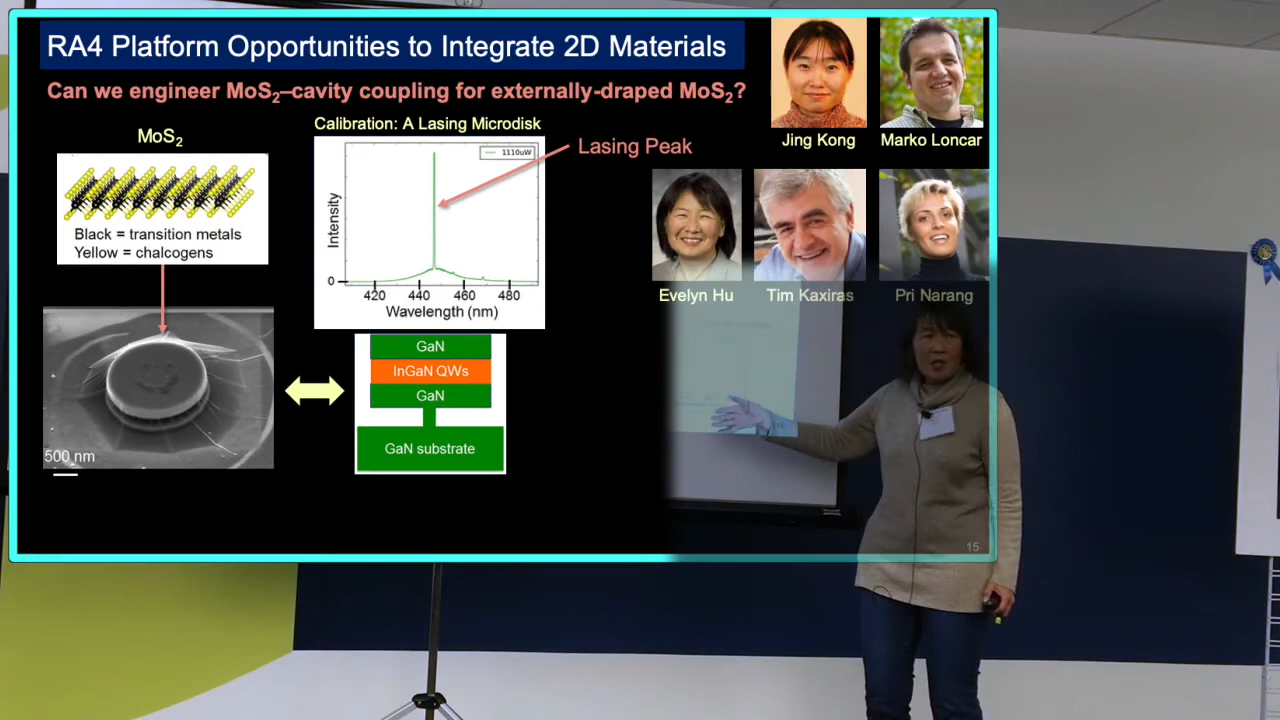 RA4 Platform Opportunities to Integrate 2D Materials
Can we engineer MoS2–cavity coupling for externally-draped MoS2?
Jing Kong
Marko Loncar
Evelyn Hu
Tim Kaxiras
Pri Narang
MoS2
Black = transition metals
Yellow = chalcogens
500 nm
Calibration: A Lasing Microdisk
1110uW
Lasing Peak
Intensity
0
420 440 460 480
Wavelength (nm)
GaN
InGaN QWs
GaN
GaN substrate
15